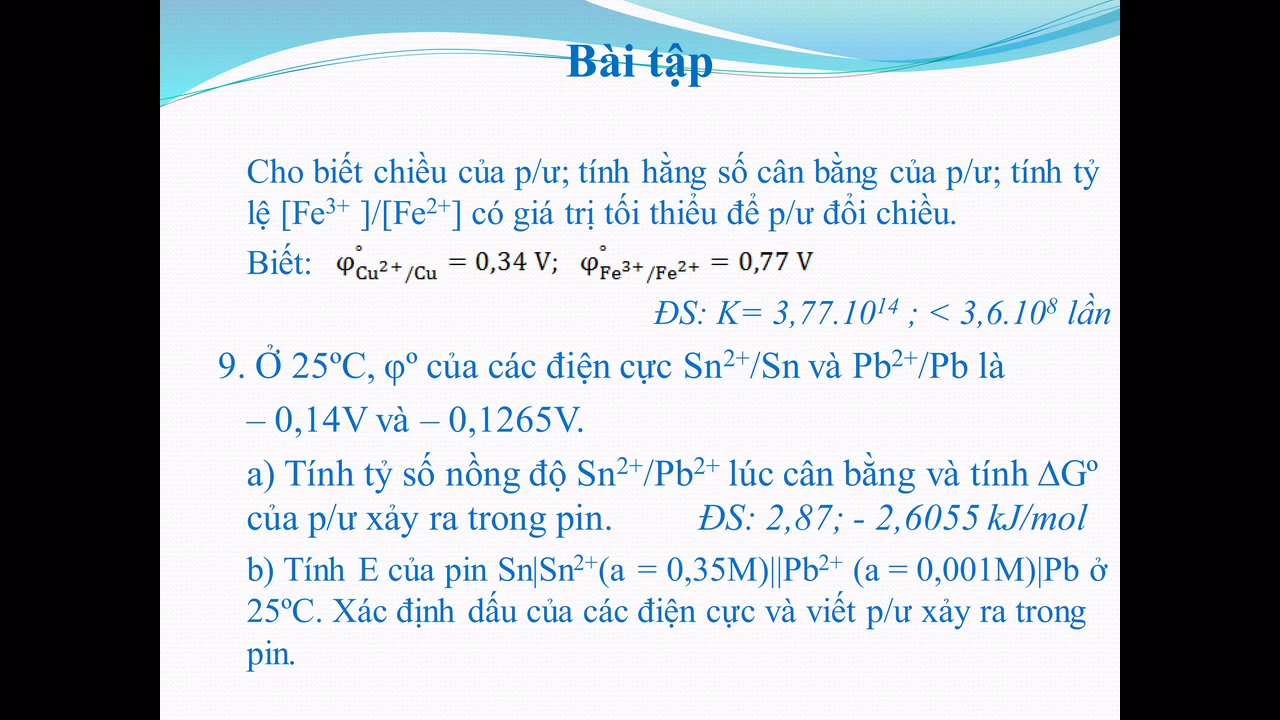 Bài tập
Cho biết chiều của p/ư; tính hằng số cân bằng của p/ư; tính tỷ
lệ [Fe³⁺ ]/[Fe²⁺] có giá trị tối thiểu để p/ư đổi chiều.
Biết: φ°Cu²⁺/Cu = 0,34 V; φ°Fe³⁺/Fe²⁺ = 0,77 V
ĐS: K= 3,77.10¹⁴ ; < 3,6.10⁸ lần
9. Ở 25ºC, φº của các điện cực Sn²⁺/Sn và Pb²⁺/Pb là
– 0,14V và – 0,1265V.
a) Tính tỷ số nồng độ Sn²⁺/Pb²⁺ lúc cân bằng và tính ΔGº
của p/ư xảy ra trong pin. ĐS: 2,87; - 2,6055 kJ/mol
b) Tính E của pin Sn|Sn²⁺(a = 0,35M)||Pb²⁺ (a = 0,001M)|Pb ở
25ºC. Xác định dấu của các điện cực và viết p/ư xảy ra trong
pin.